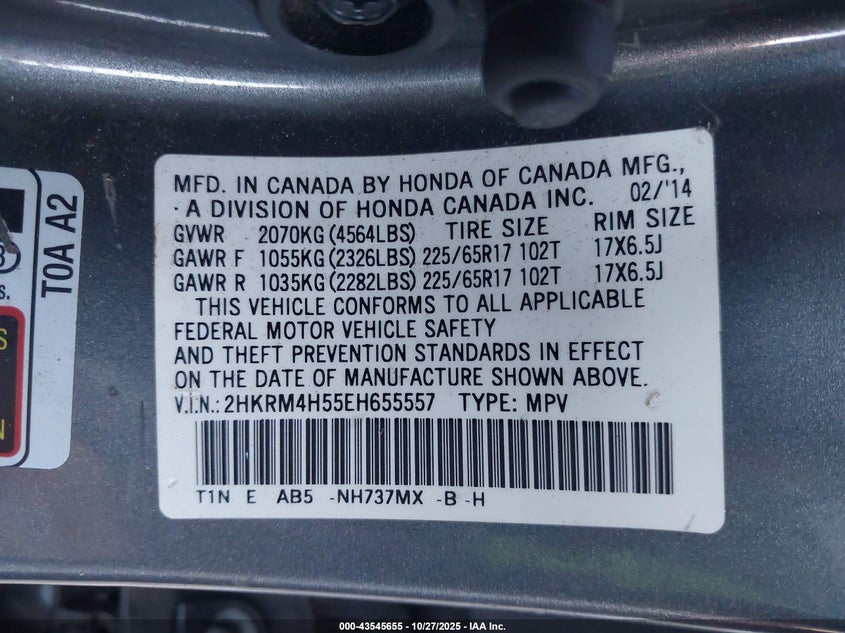 MFD. IN CANADA BY HONDA OF CANADA MFG.,
· A DIVISION OF HONDA CANADA INC. 02/'14
GVWR 2070KG (4564LBS) TIRE SIZE RIM SIZE
GAWR F 1055KG (2326LBS) 225/65R17 102T 17X6.5J
GAWR R 1035KG (2282LBS) 225/65R17 102T 17X6.5J
THIS VEHICLE CONFORMS TO ALL APPLICABLE
FEDERAL MOTOR VEHICLE SAFETY
AND THEFT PREVENTION STANDARDS IN EFFECT
ON THE DATE OF MANUFACTURE SHOWN ABOVE.
V.I.N.: 2HKRM4H55EH655557 TYPE: MPV
T1N E AB5 -NH737MX -B -H
T0A A2
S.
S
N
000-43545655 - 10/27/2025 - IAA Inc.